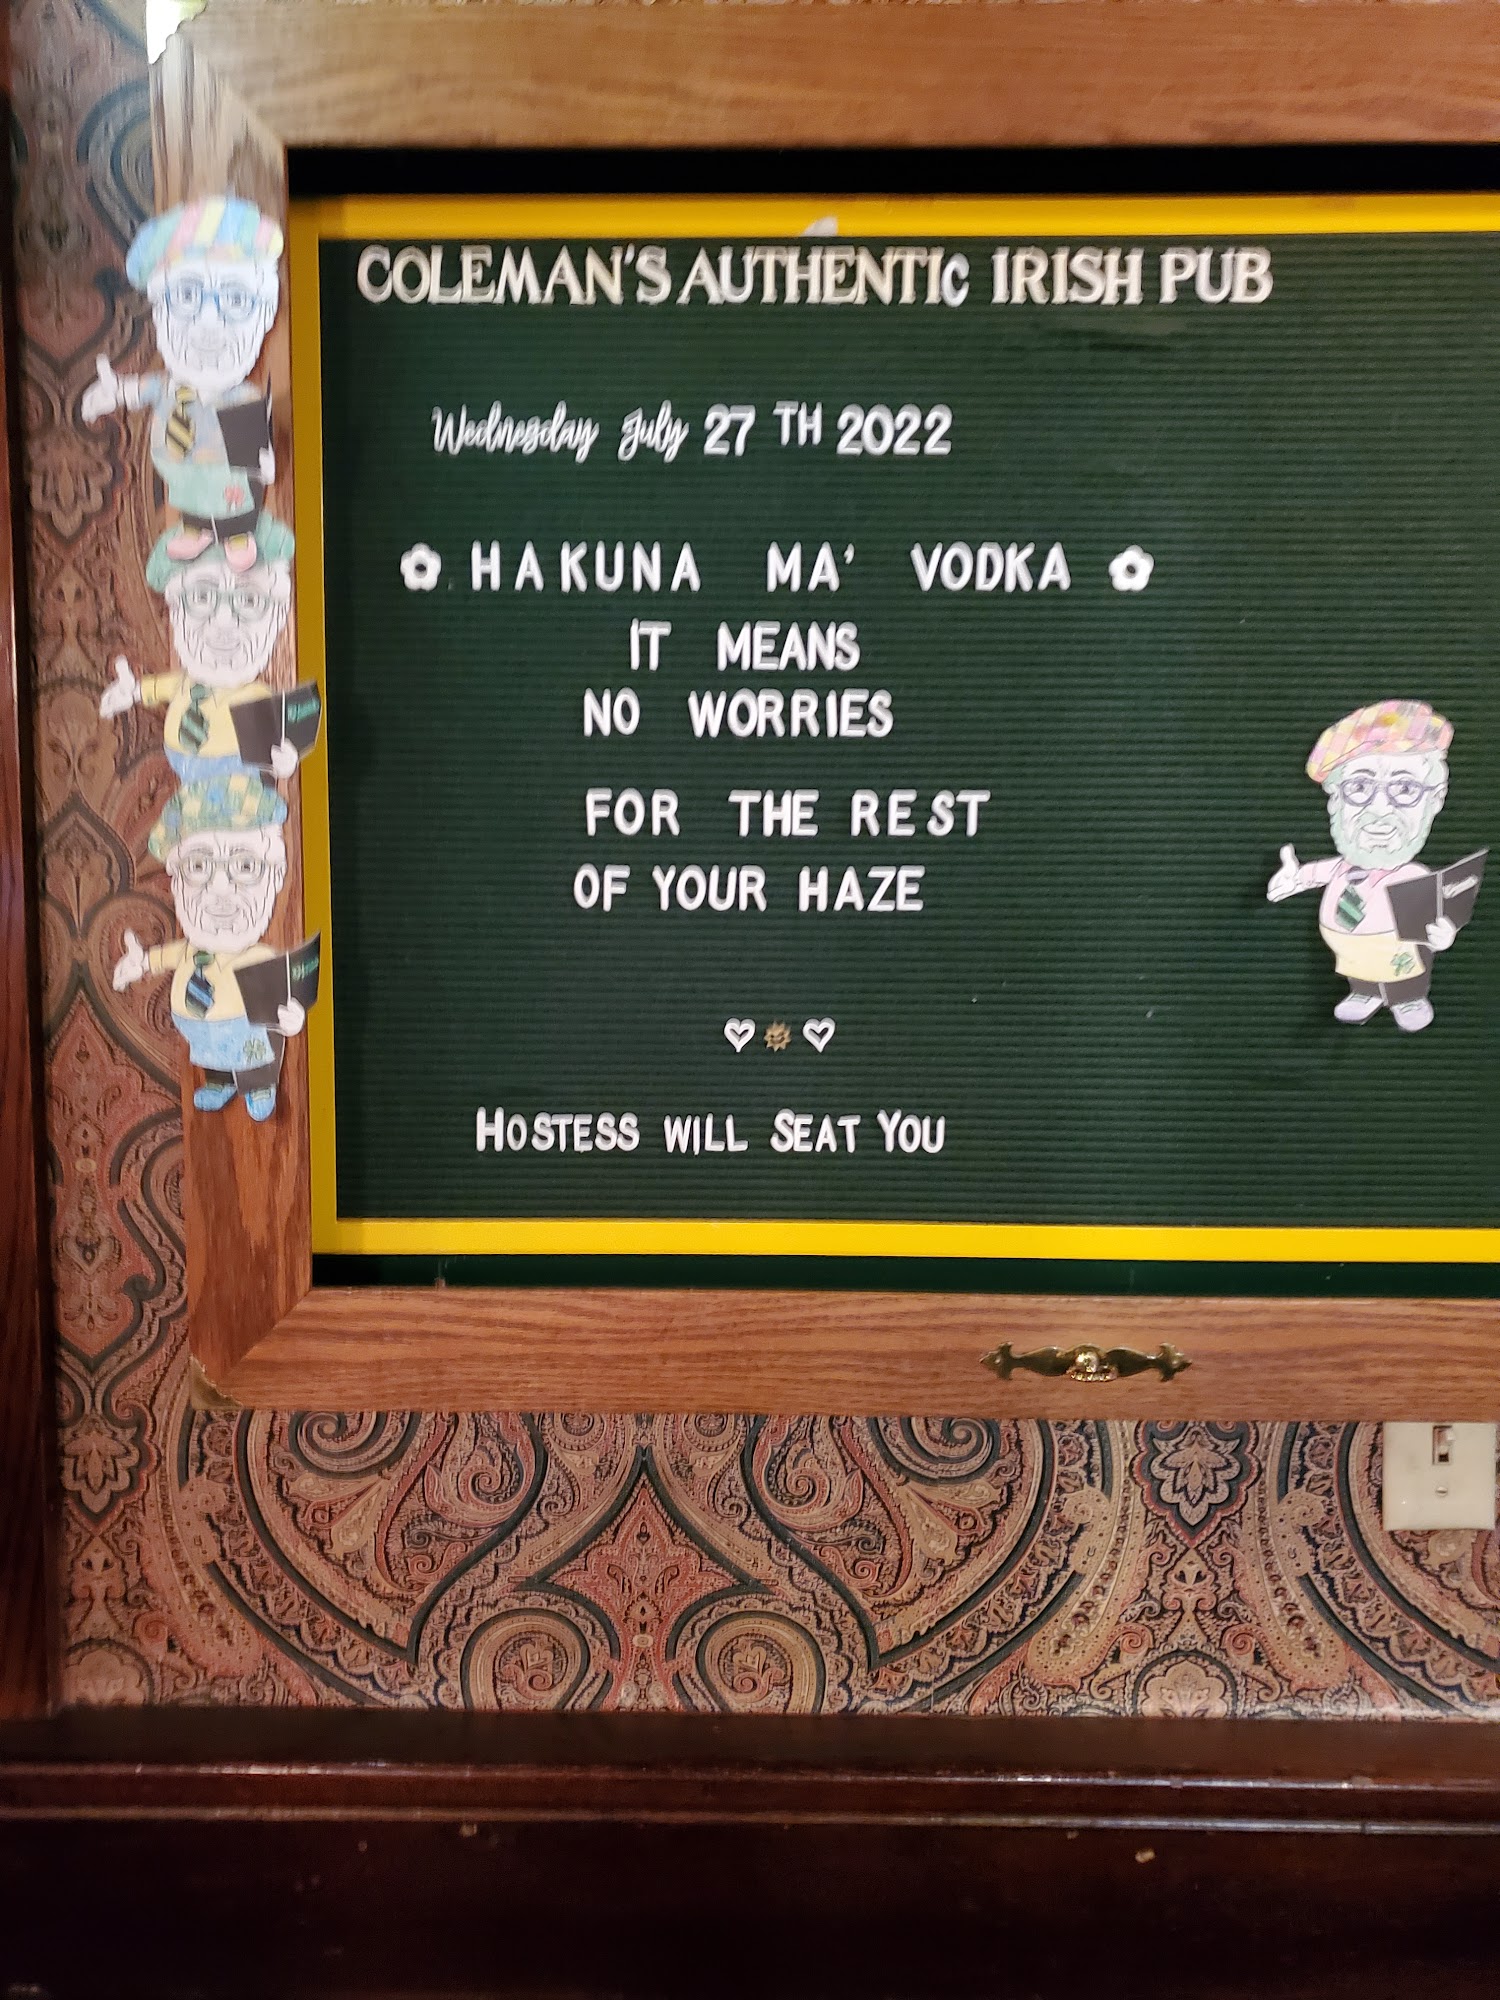 COLEMAN'S AUTHENTIC IRISH PUB
Wednesday July 27 TH 2022
HAKUNA MA' VODKA
IT MEANS
NO WORRIES
FOR THE REST
OF YOUR HAZE
HOSTESS WILL SEAT YOU